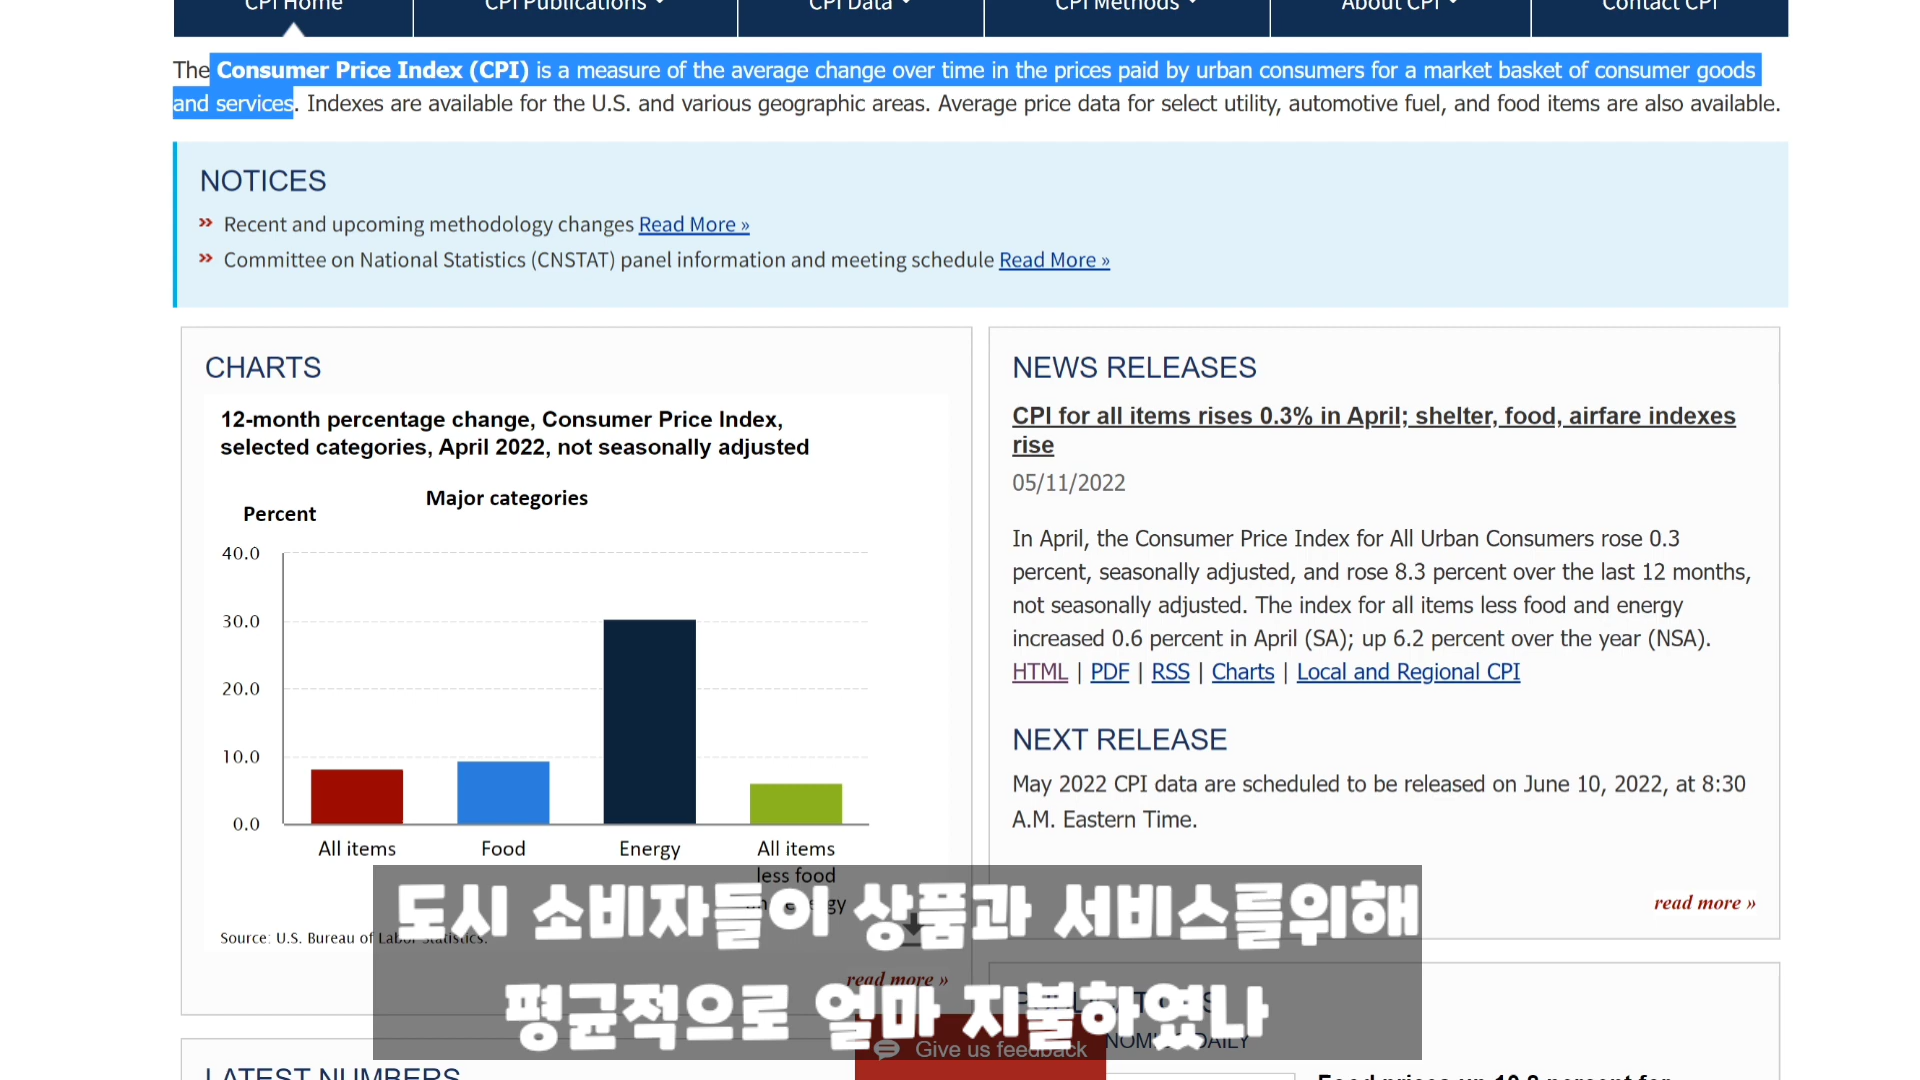 CPI Home CPI Publications CPI Data CPI Methods About CPI Contact CPI
The Consumer Price Index (CPI) is a measure of the average change over time in the prices paid by urban consumers for a market basket of consumer goods
and services. Indexes are available for the U.S. and various geographic areas. Average price data for select utility, automotive fuel, and food items are also available.
NOTICES
» Recent and upcoming methodology changes Read More »
» Committee on National Statistics (CNSTAT) panel information and meeting schedule Read More »
CHARTS
12-month percentage change, Consumer Price Index,
selected categories, April 2022, not seasonally adjusted
Major categories
Percent
40.0
30.0
20.0
10.0
0.0
All items Food Energy All items
less food
Source: U.S. Bureau of Labor Statistics.
read more »
NEWS RELEASES
CPI for all items rises 0.3% in April; shelter, food, airfare indexes
rise
05/11/2022
In April, the Consumer Price Index for All Urban Consumers rose 0.3
percent, seasonally adjusted, and rose 8.3 percent over the last 12 months,
not seasonally adjusted. The index for all items less food and energy
increased 0.6 percent in April (SA); up 6.2 percent over the year (NSA).
HTML | PDF | RSS | Charts | Local and Regional CPI
NEXT RELEASE
May 2022 CPI data are scheduled to be released on June 10, 2022, at 8:30
A.M. Eastern Time.
read more »
도시 소비자들이 상품과 서비스를위해
평균적으로 얼마 지불하였나
Give us feedback
LATEST NUMBERS